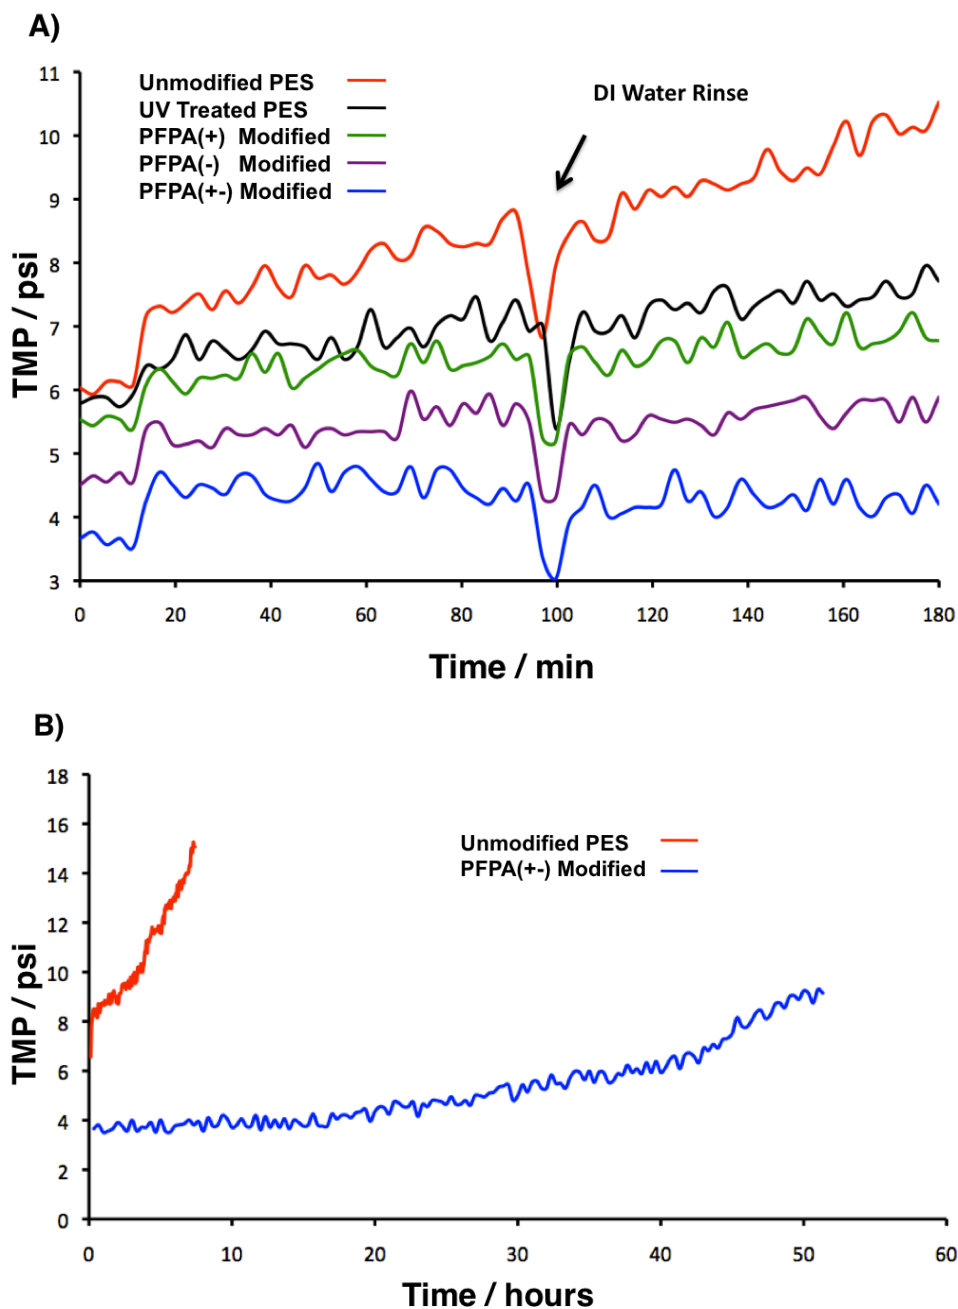 A)
11
10
9
8
7
6
5
4
3
TMP / psi
Unmodified PES
UV Treated PES
PFPA(+) Modified
PFPA(-) Modified
PFPA(+-) Modified
DI Water Rinse
0 20 40 60 80 100 120 140 160 180
Time / min
B)
18
16
14
12
10
8
6
4
2
0
TMP / psi
Unmodified PES
PFPA(+-) Modified
0 10 20 30 40 50 60
Time / hours